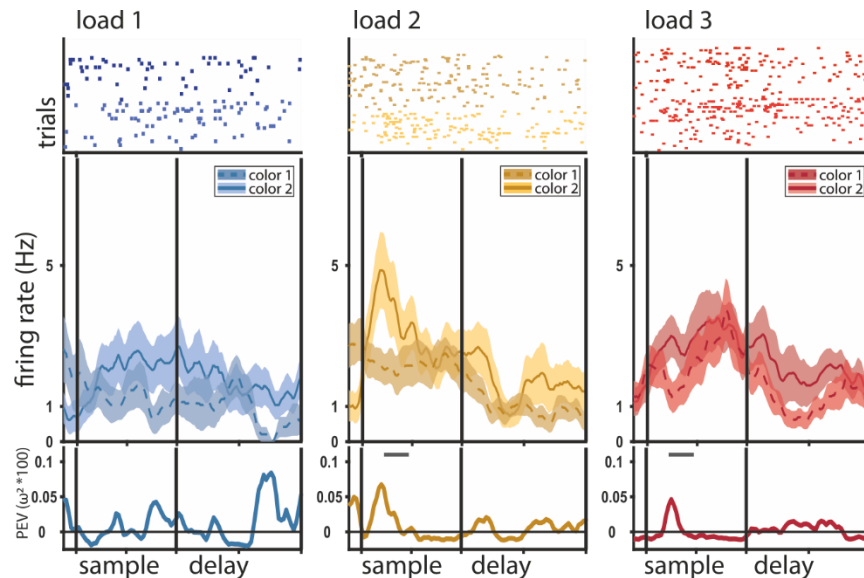 load 1
load 2
load 3
trials
color 1
color 2
color 1
color 2
color 1
color 2
firing rate (Hz)
5
1
0
5
1
0
5
1
0
PEV (ω² *100)
0.1
0.05
0
0.1
0.05
0
0.1
0.05
0
sample delay
sample delay
sample delay